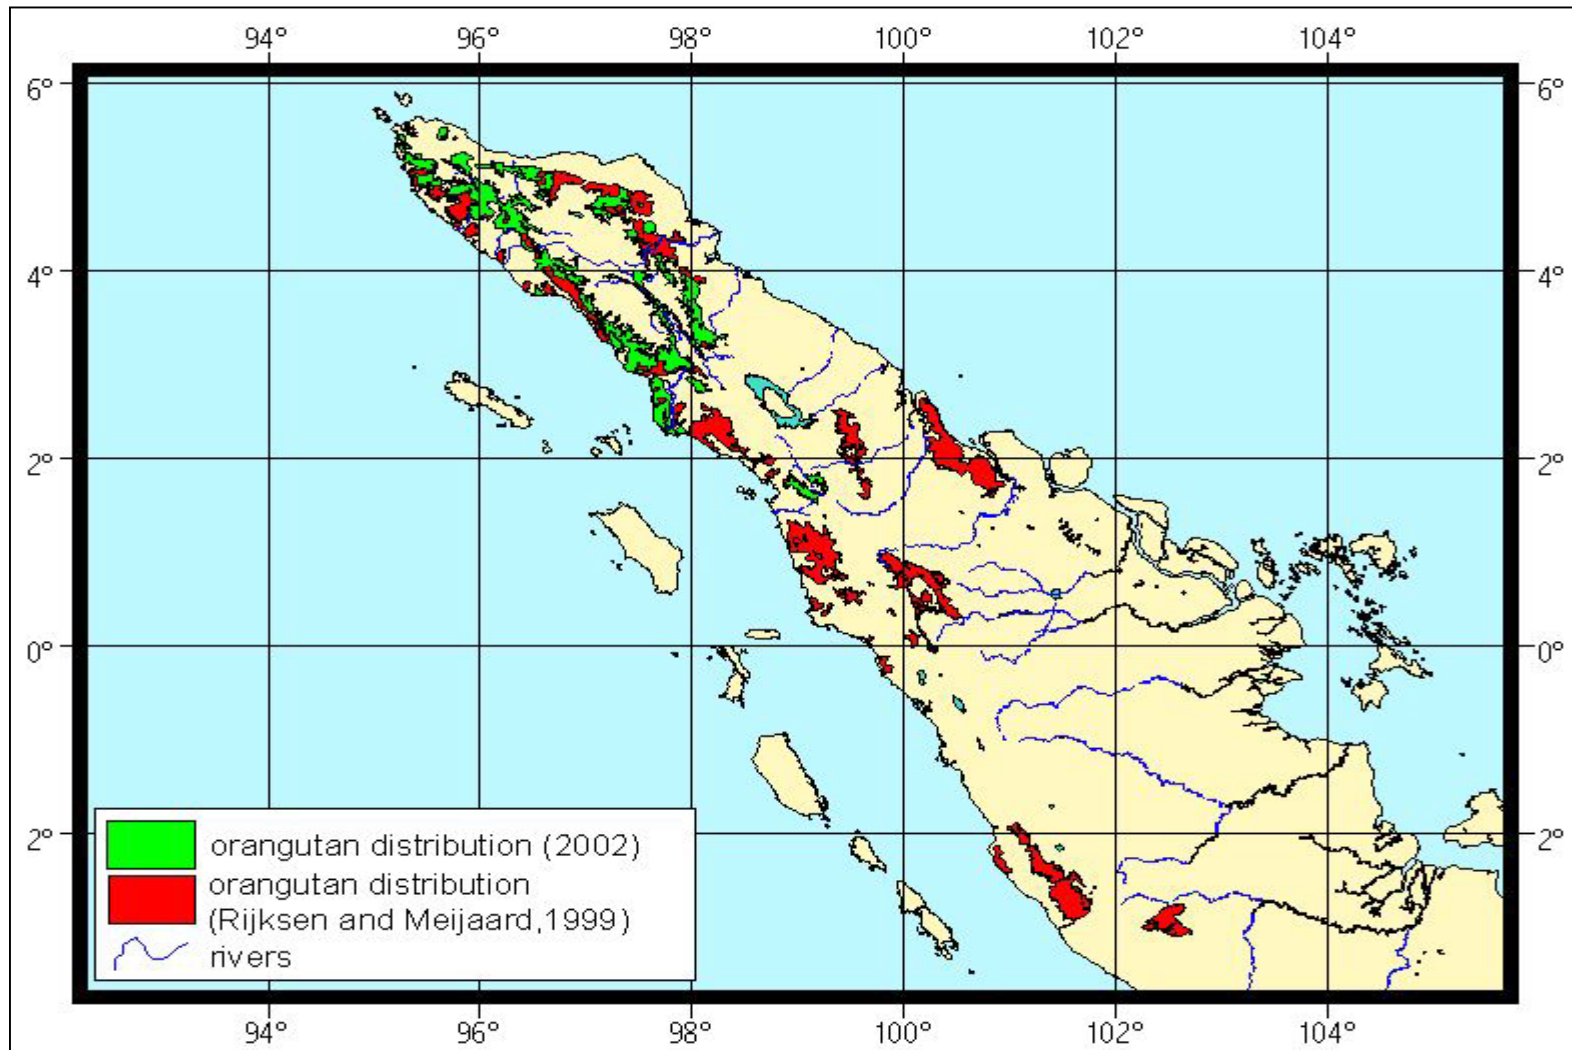 94° 96° 98° 100° 102° 104°
6° 6°
4° 4°
2° 2°
0° 0°
2° 2°
orangutan distribution (2002)
orangutan distribution
(Rijksen and Meijaard,1999)
rivers
94° 96° 98° 100° 102° 104°